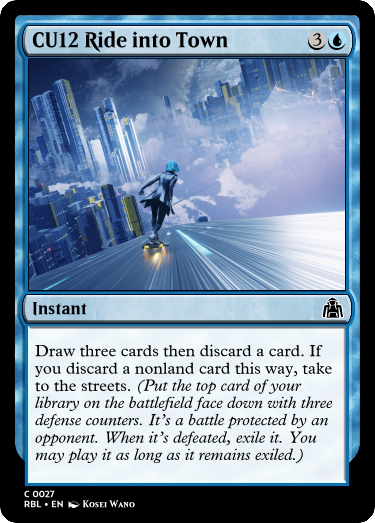 CU12 Ride into Town 3
Instant
Draw three cards then discard a card. If
you discard a nonland card this way, take
to the streets. (Put the top card of your
library on the battlefield face down with three
defense counters. It's a battle protected by an
opponent. When it's defeated, exile it. You
may play it as long as it remains exiled.)
C 0027
RBL • EN Kosei Wano